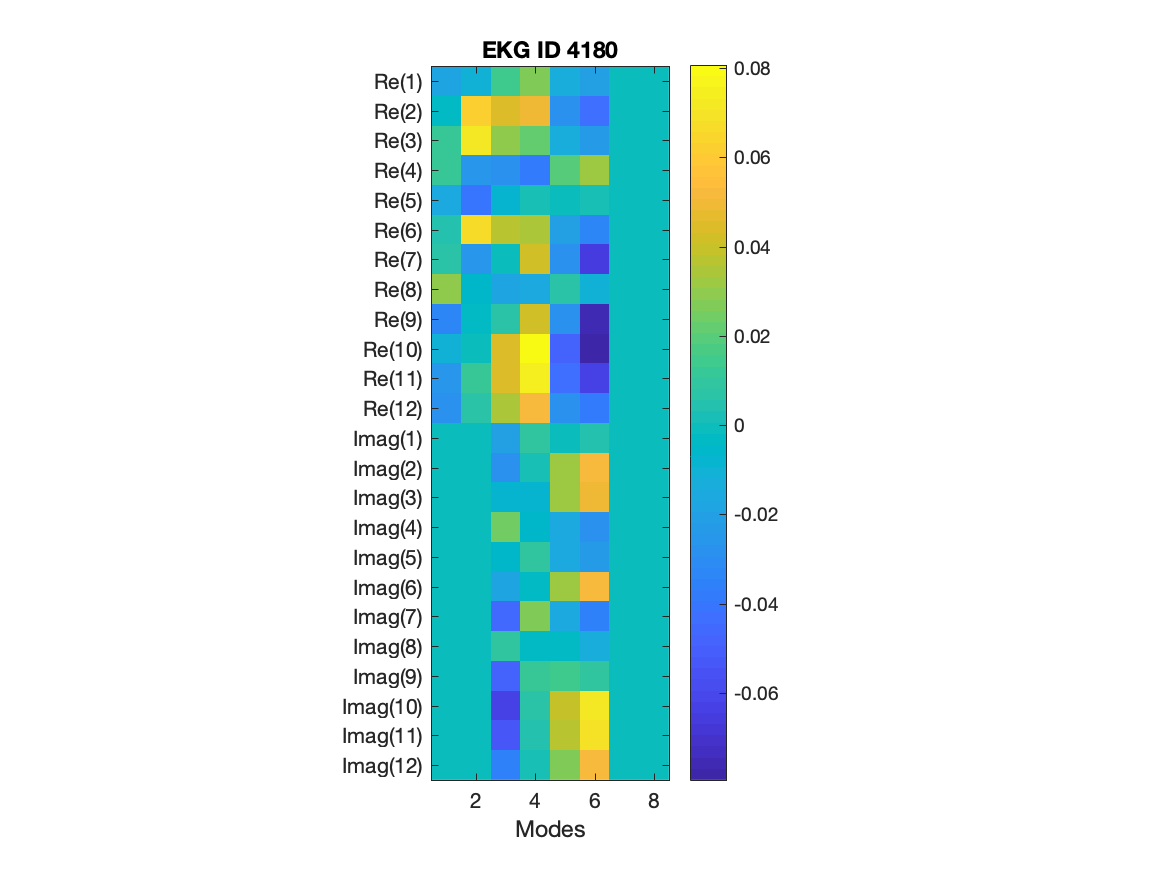 EKG ID 4180
Re(1)
Re(2)
Re(3)
Re(4)
Re(5)
Re(6)
Re(7)
Re(8)
Re(9)
Re(10)
Re(11)
Re(12)
Imag(1)
Imag(2)
Imag(3)
Imag(4)
Imag(5)
Imag(6)
Imag(7)
Imag(8)
Imag(9)
Imag(10)
Imag(11)
Imag(12)
2 4 6 8
Modes
0.08
0.06
0.04
0.02
0
-0.02
-0.04
-0.06